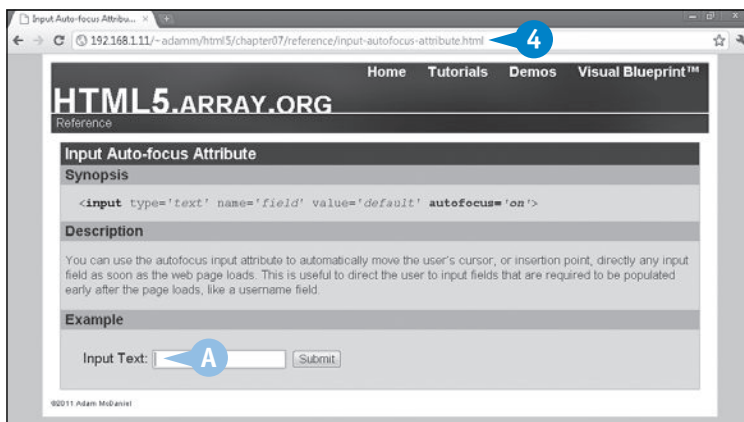 Input Auto-focus Attribu...
192.168.1.11/~adamm/html5/chapter07/reference/input-autofocus-attribute.html
4
Home Tutorials Demos Visual Blueprint™
HTML5.ARRAY.ORG
Reference
Input Auto-focus Attribute
Synopsis
<input type='text' name='field' value='default' autofocus='on'>
Description
You can use the autofocus input attribute to automatically move the user's cursor, or insertion point, directly any input
field as soon as the web page loads. This is useful to direct the user to input fields that are required to be populated
early after the page loads, like a username field.
Example
Input Text:
A
Submit
©2011 Adam McDaniel